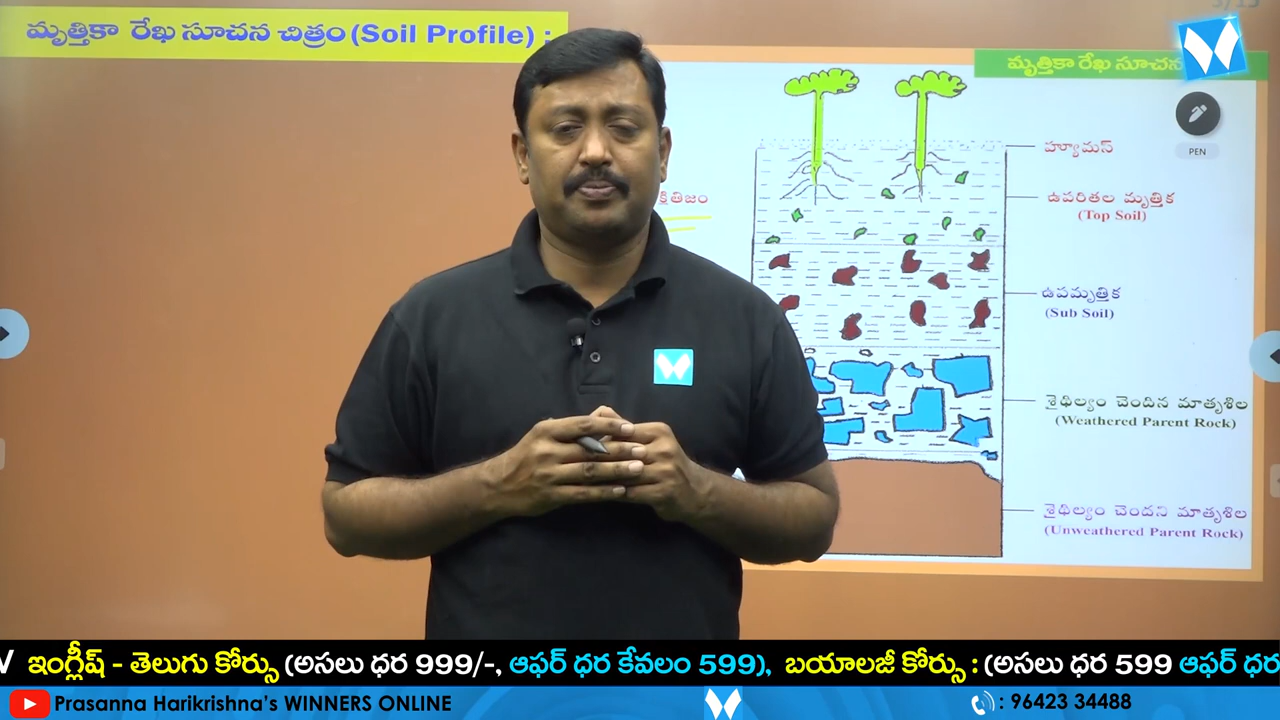 మృత్తికా రేఖా సూచన చిత్రం (Soil Profile) :
మృత్తికా రేఖా సూచన
PEN
హ్యూమస్
క్షితిజం
ఉపరితల మృత్తిక
(Top Soil)
ఉపమృత్తిక
(Sub Soil)
శైథిల్యం చెందిన మాతృశిల
(Weathered Parent Rock)
శైథిల్యం చెందని మాతృశిల
(Unweathered Parent Rock)
ఇంగ్లీష్ - తెలుగు కోర్సు (అసలు ధర 999/-, ఆఫర్ ధర కేవలం 599), బయాలజీ కోర్సు : (అసలు ధర 599 ఆఫర్ ధర
Prasanna Harikrishna's WINNERS ONLINE
: 96423 34488